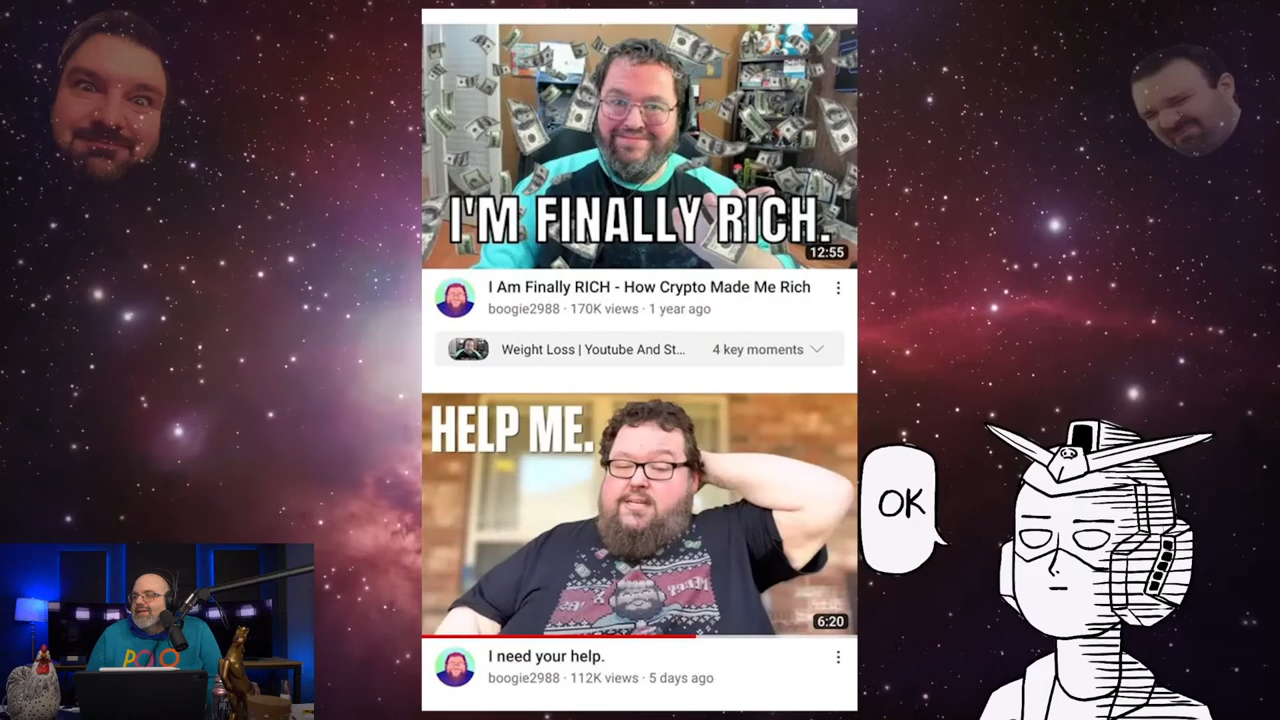 I'M FINALLY RICH.
12:55
I Am Finally RICH - How Crypto Made Me Rich
boogie2988 · 170K views · 1 year ago
Weight Loss | Youtube And St... 4 key moments
HELP ME.
6:20
I need your help.
boogie2988 · 112K views · 5 days ago
OK
POLO